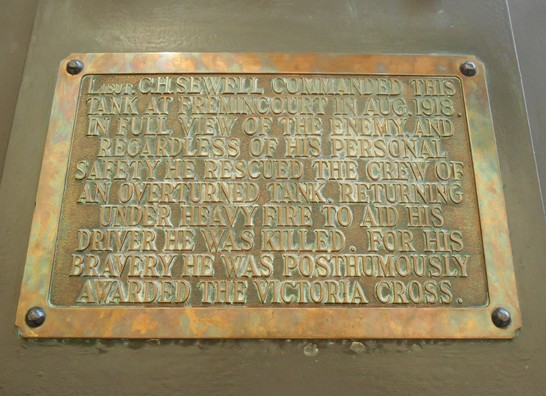 LIEUT. C.H. SEWELL COMMANDED THIS
TANK AT FREMINCOURT IN AUG. 1918.
IN FULL VIEW OF THE ENEMY, AND
REGARDLESS OF HIS PERSONAL
SAFETY HE RESCUED THE CREW OF
AN OVERTURNED TANK. RETURNING
UNDER HEAVY FIRE TO AID HIS
DRIVER HE WAS KILLED. FOR HIS
BRAVERY HE WAS POSTHUMOUSLY
AWARDED THE VICTORIA CROSS.